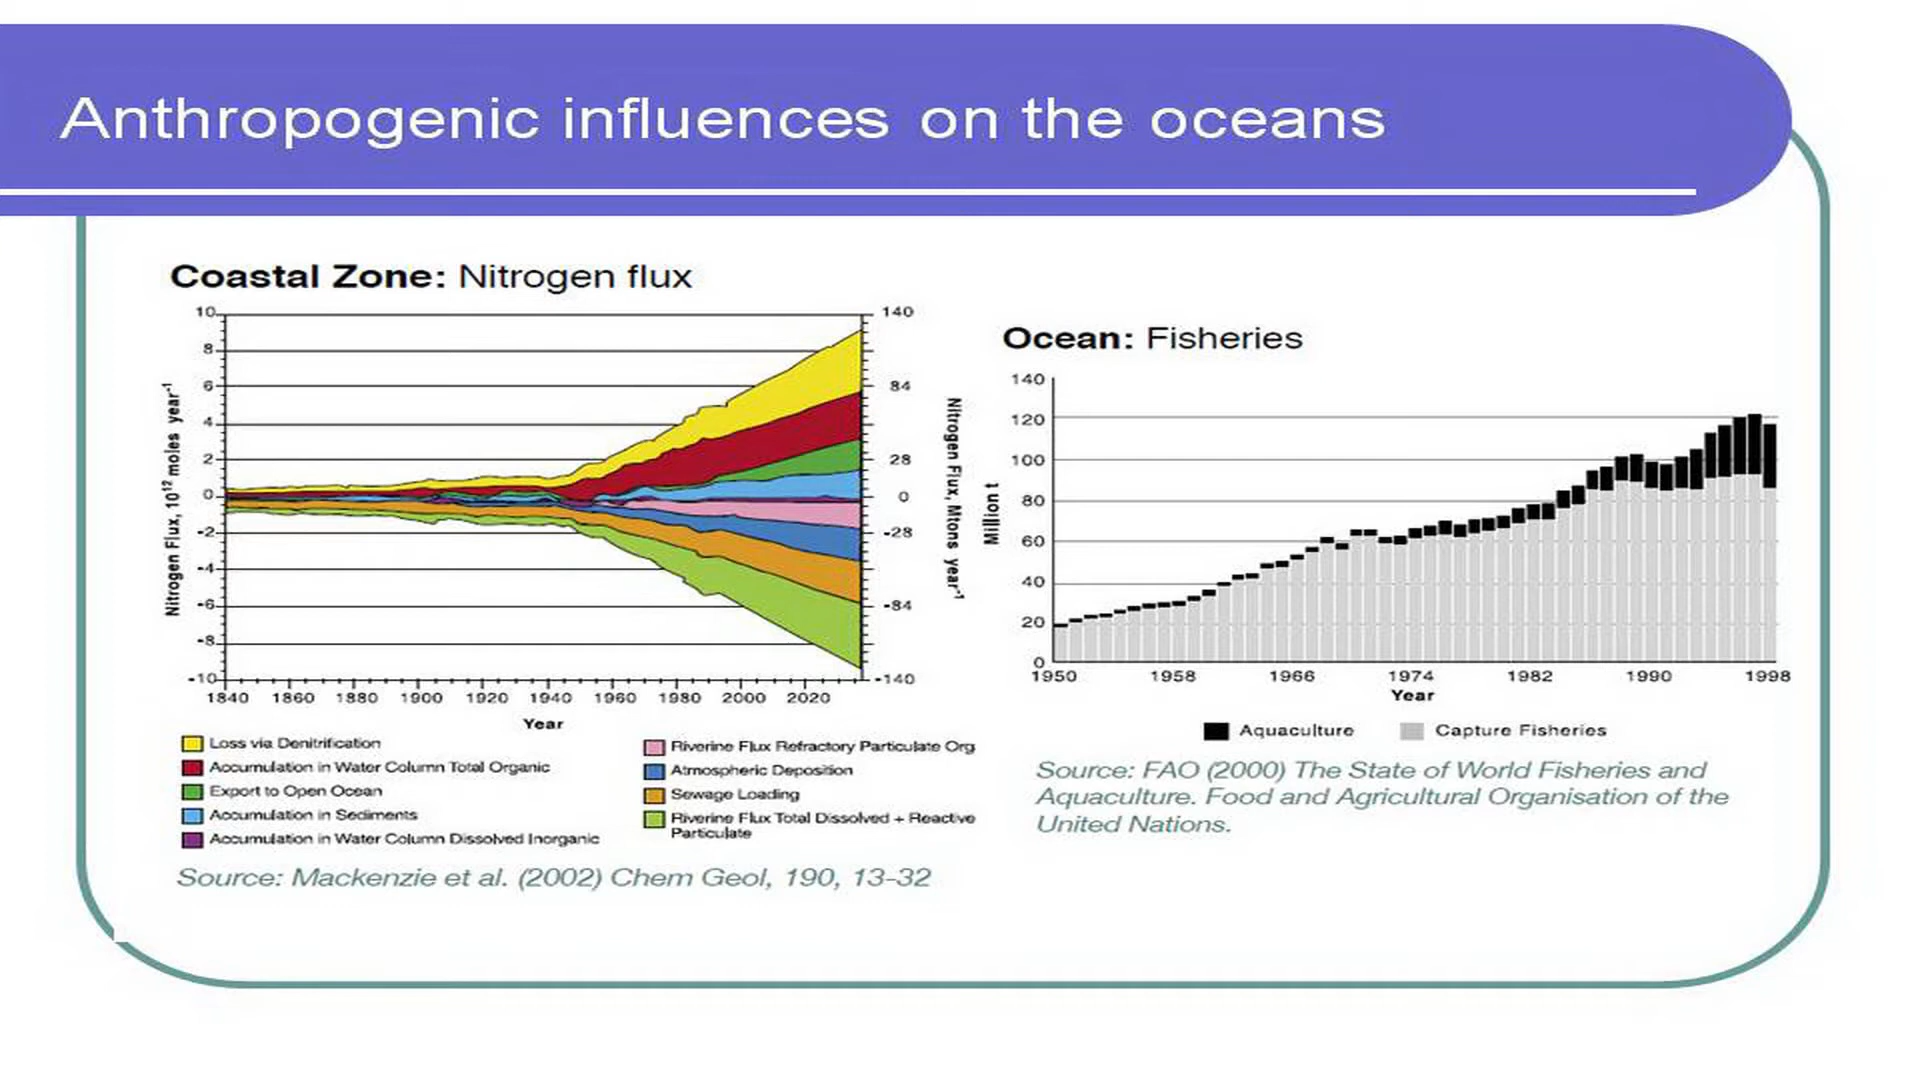 Anthropogenic influences on the oceans
Coastal Zone: Nitrogen flux
10
8
6
4
2
0
-2
-4
-6
-8
-10
Nitrogen Flux, 10¹² moles year⁻¹
140
84
28
0
-28
-84
-140
Nitrogen Flux, Mtons year⁻¹
1840 1860 1880 1900 1920 1940 1960 1980 2000 2020
Year
Loss via Denitrification
Accumulation in Water Column Total Organic
Export to Open Ocean
Accumulation in Sediments
Accumulation in Water Column Dissolved Inorganic
Riverine Flux Refractory Particulate Org
Atmospheric Deposition
Sewage Loading
Riverine Flux Total Dissolved + Reactive
Particulate
Source: Mackenzie et al. (2002) Chem Geol, 190, 13-32
Ocean: Fisheries
140
120
100
80
60
40
20
0
Million t
1950 1958 1966 1974 1982 1990 1998
Year
Aquaculture Capture Fisheries
Source: FAO (2000) The State of World Fisheries and
Aquaculture. Food and Agricultural Organisation of the
United Nations.